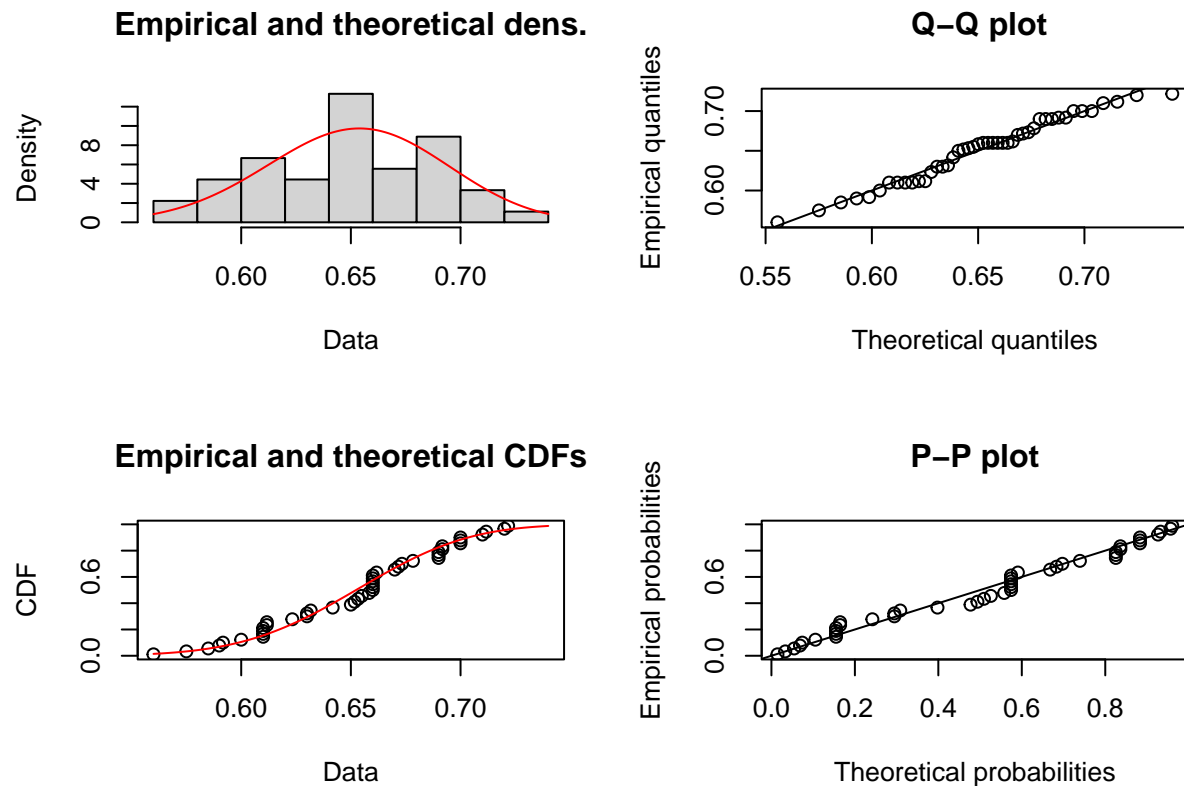 Empirical and theoretical dens.
Density
0 4 8
0.60 0.65 0.70
Data
Q−Q plot
Empirical quantiles
0.60 0.70
0.55 0.60 0.65 0.70
Theoretical quantiles
Empirical and theoretical CDFs
CDF
0.0 0.6
0.60 0.65 0.70
Data
P−P plot
Empirical probabilities
0.0 0.6
0.0 0.2 0.4 0.6 0.8
Theoretical probabilities